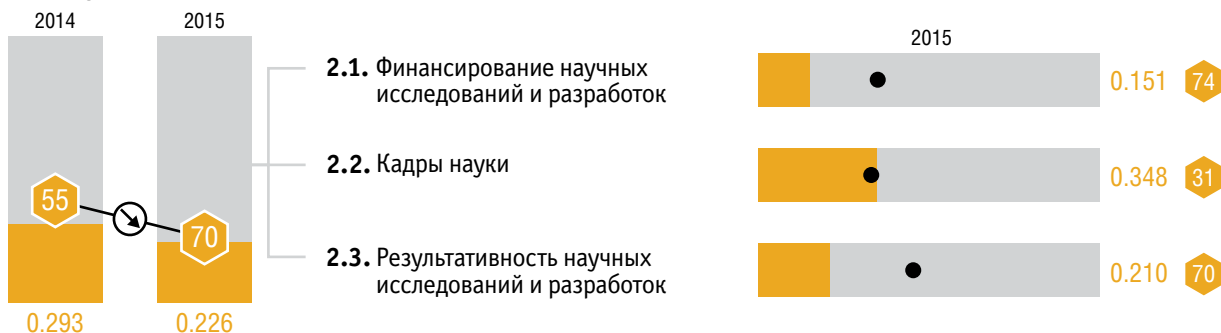 2014
2015
55
70
0.293
0.226
2.1. Финансирование научных
исследований и разработок
2.2. Кадры науки
2.3. Результативность научных
исследований и разработок
2015
0.151 74
0.348 31
0.210 70